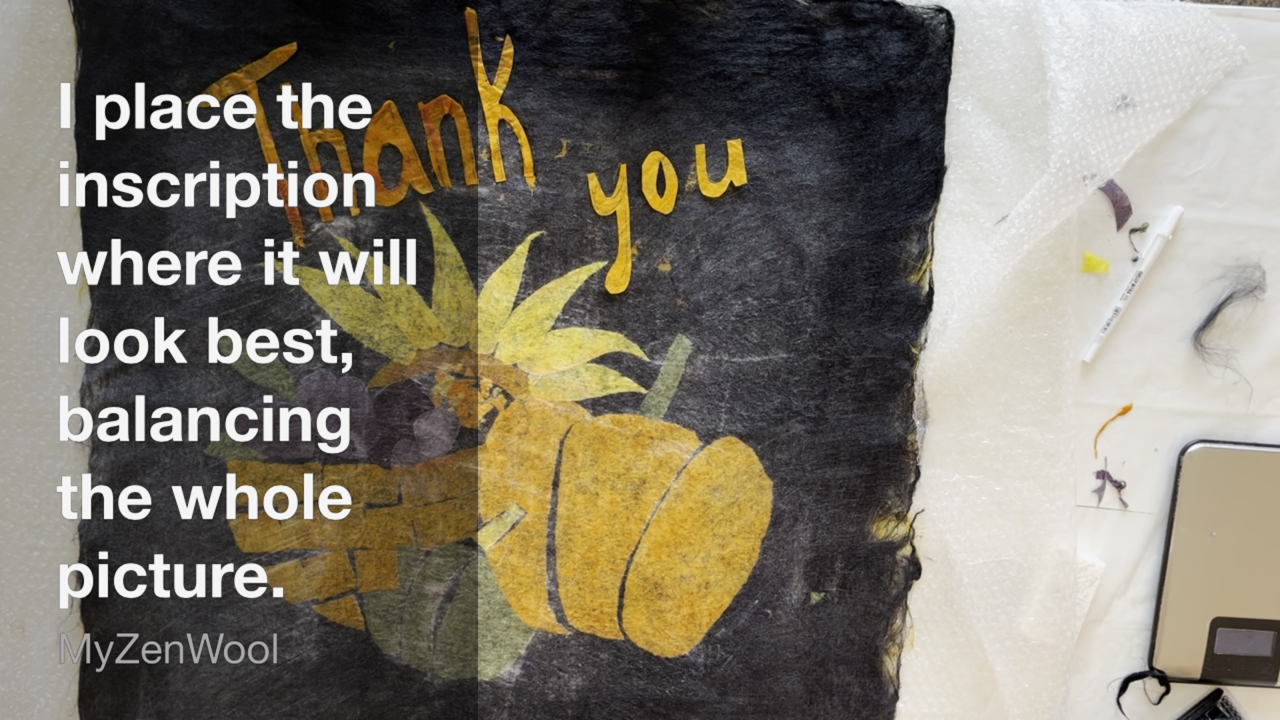 Thank
you
I place the
inscription
where it will
look best,
balancing
the whole
picture.
MyZenWool